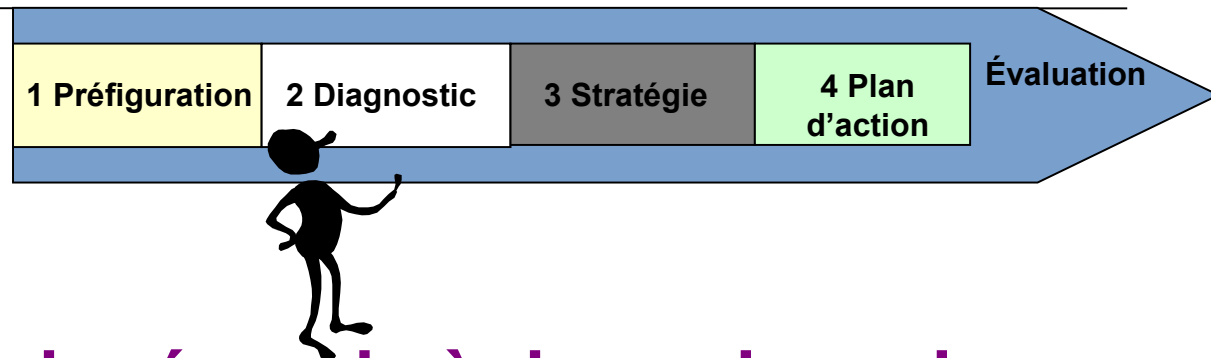 1 Préfiguration
2 Diagnostic
3 Stratégie
4 Plan
d’action
Évaluation